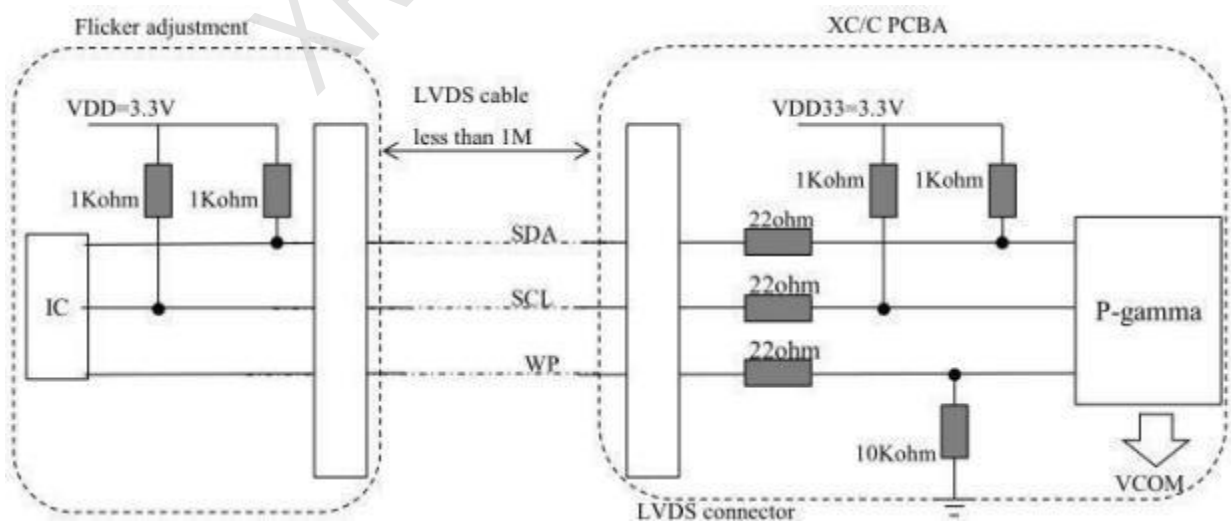 Flicker adjustment
XC/C PCBA
VDD=3.3V
LVDS cable
less than 1M
VDD33=3.3V
1Kohm
1Kohm
1Kohm
1Kohm
22ohm
SDA
22ohm
SCL
IC
P-gamma
22ohm
WP
10Kohm
VCOM
LVDS connector